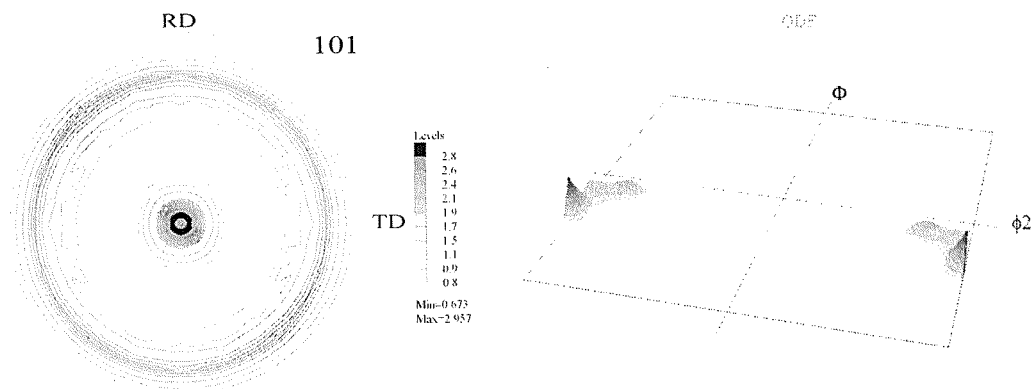 RD
101
TD
Levels
2.8
2.6
2.4
2.1
1.9
1.7
1.5
1.1
0.9
0.8
Min=0.673
Max=2.957
ODF
Φ
ϕ2